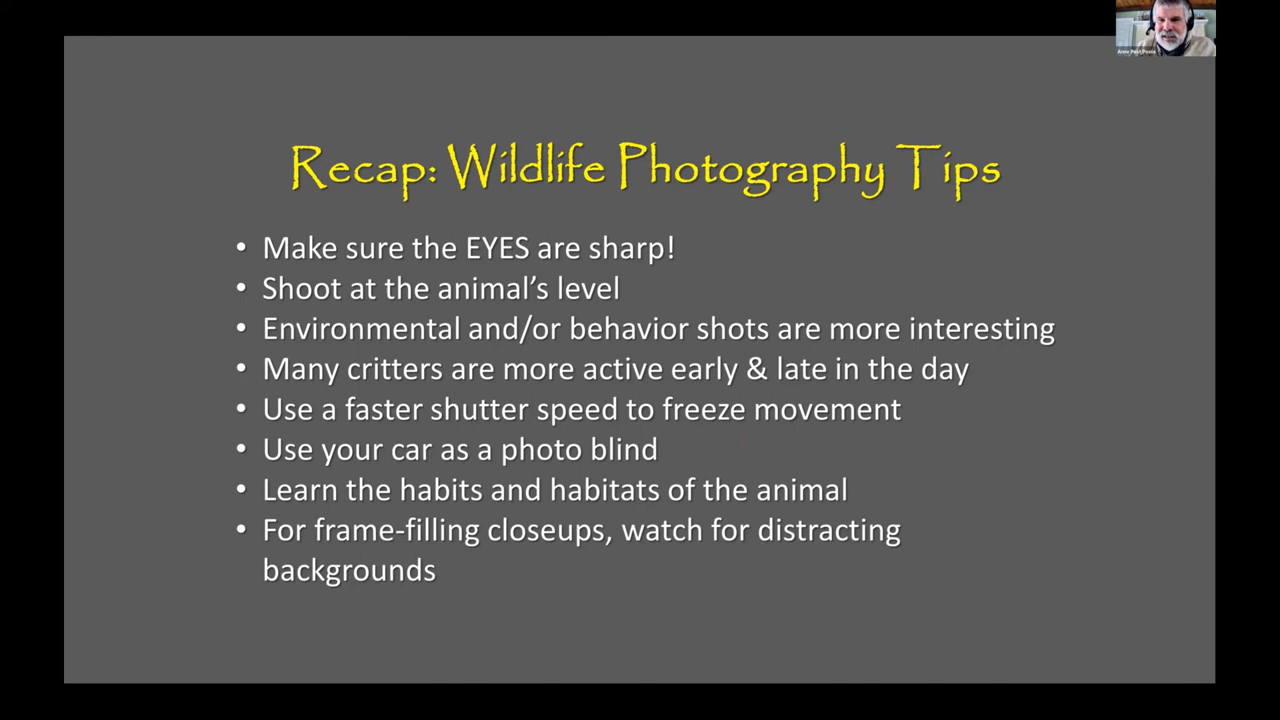 Recap: Wildlife Photography Tips
• Make sure the EYES are sharp!
• Shoot at the animal’s level
• Environmental and/or behavior shots are more interesting
• Many critters are more active early & late in the day
• Use a faster shutter speed to freeze movement
• Use your car as a photo blind
• Learn the habits and habitats of the animal
• For frame-filling closeups, watch for distracting
backgrounds